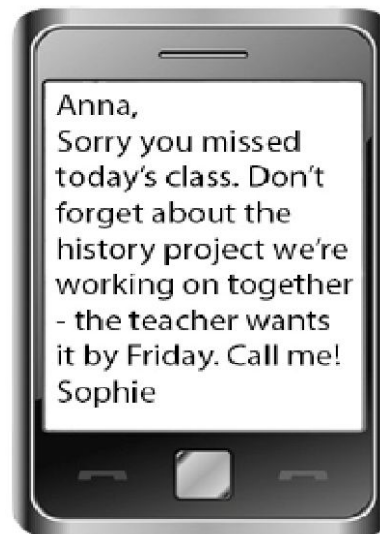 Anna,
Sorry you missed
today's class. Don't
forget about the
history project we're
working on together
- the teacher wants
it by Friday. Call me!
Sophie